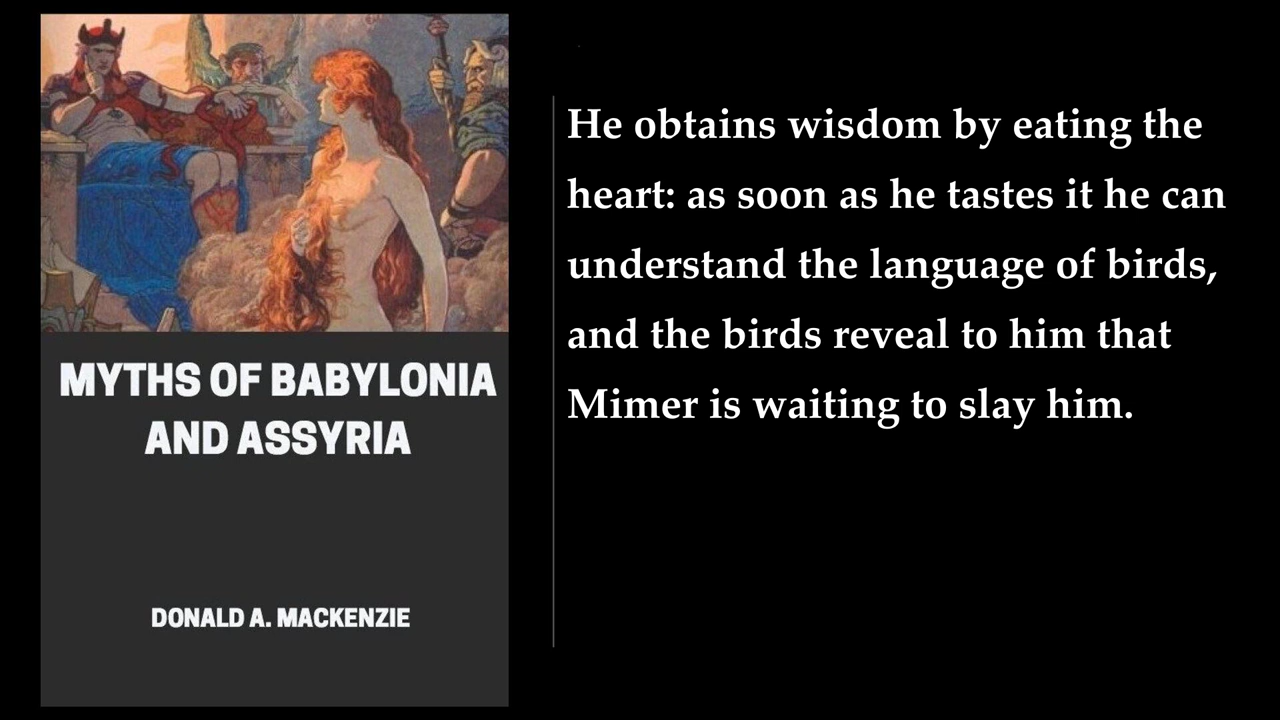 MYTHS OF BABYLONIA
AND ASSYRIA
DONALD A. MACKENZIE
He obtains wisdom by eating the
heart: as soon as he tastes it he can
understand the language of birds,
and the birds reveal to him that
Mimer is waiting to slay him.